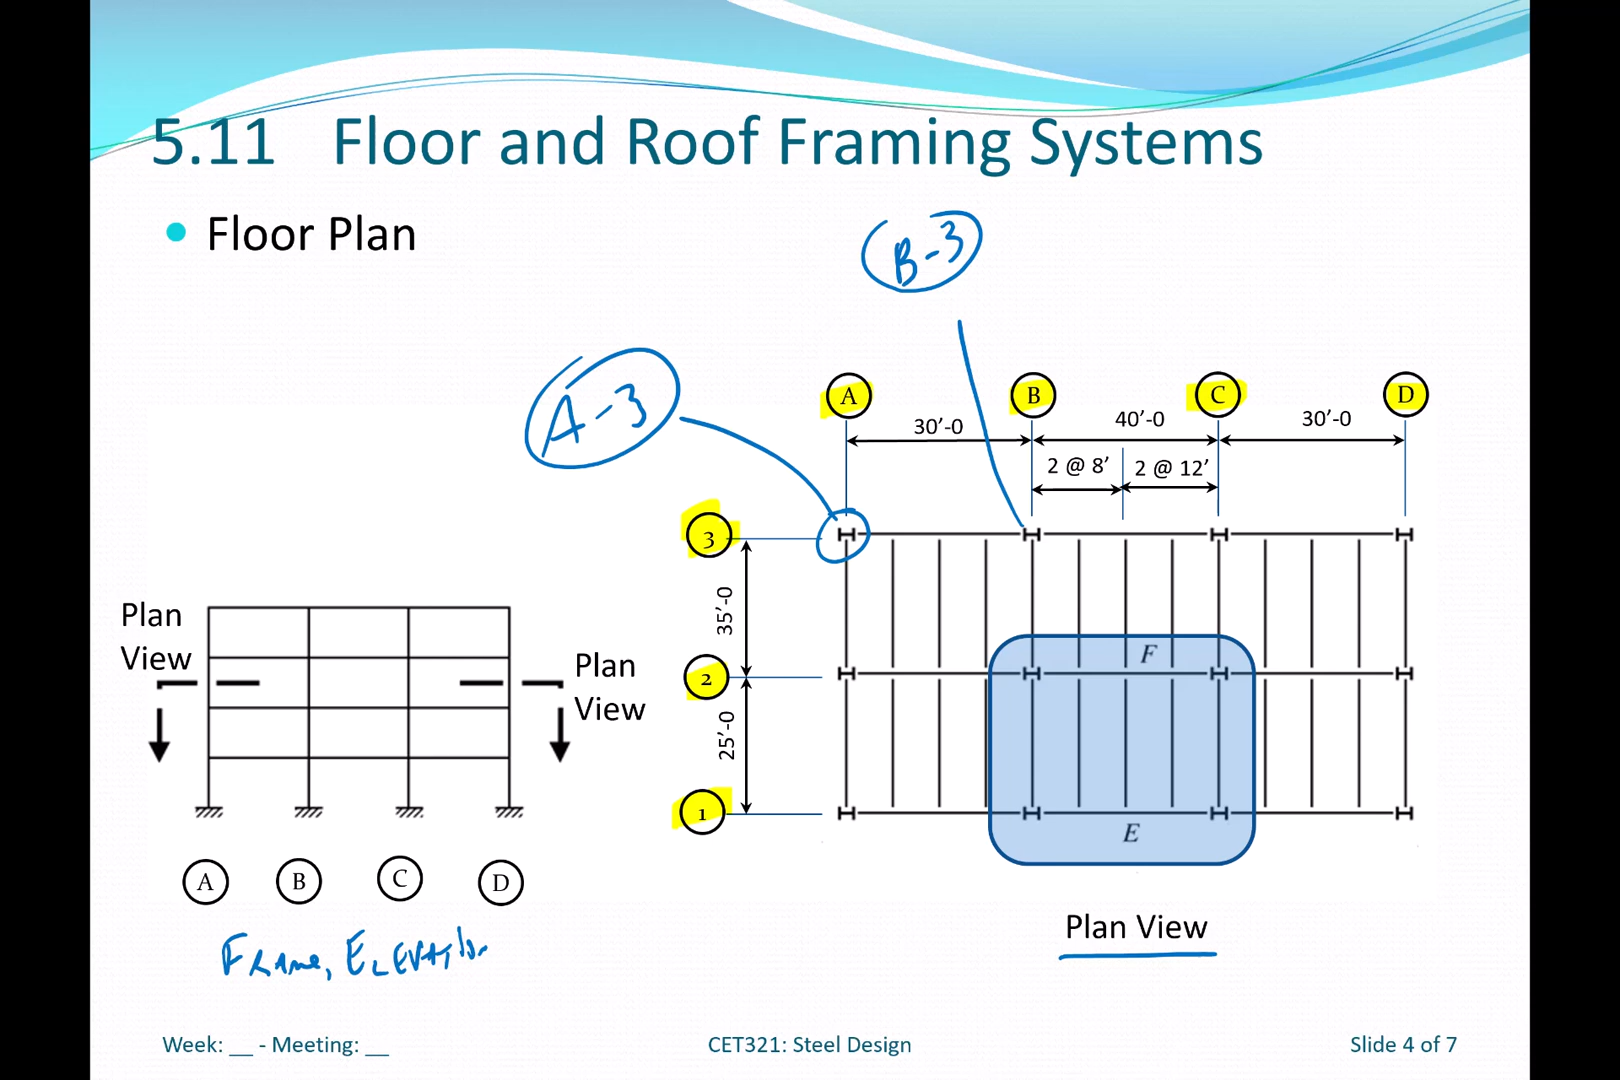 5.11 Floor and Roof Framing Systems
• Floor Plan
B-3
A-3
A B C D
30’-0 40’-0 30’-0
2 @ 8’ 2 @ 12’
3
35’-0
2
25’-0
1
F
E
Plan View
Plan
View
Plan
View
A B C D
FRAME, ELEVATION
Week: __ - Meeting: __
CET321: Steel Design
Slide 4 of 7